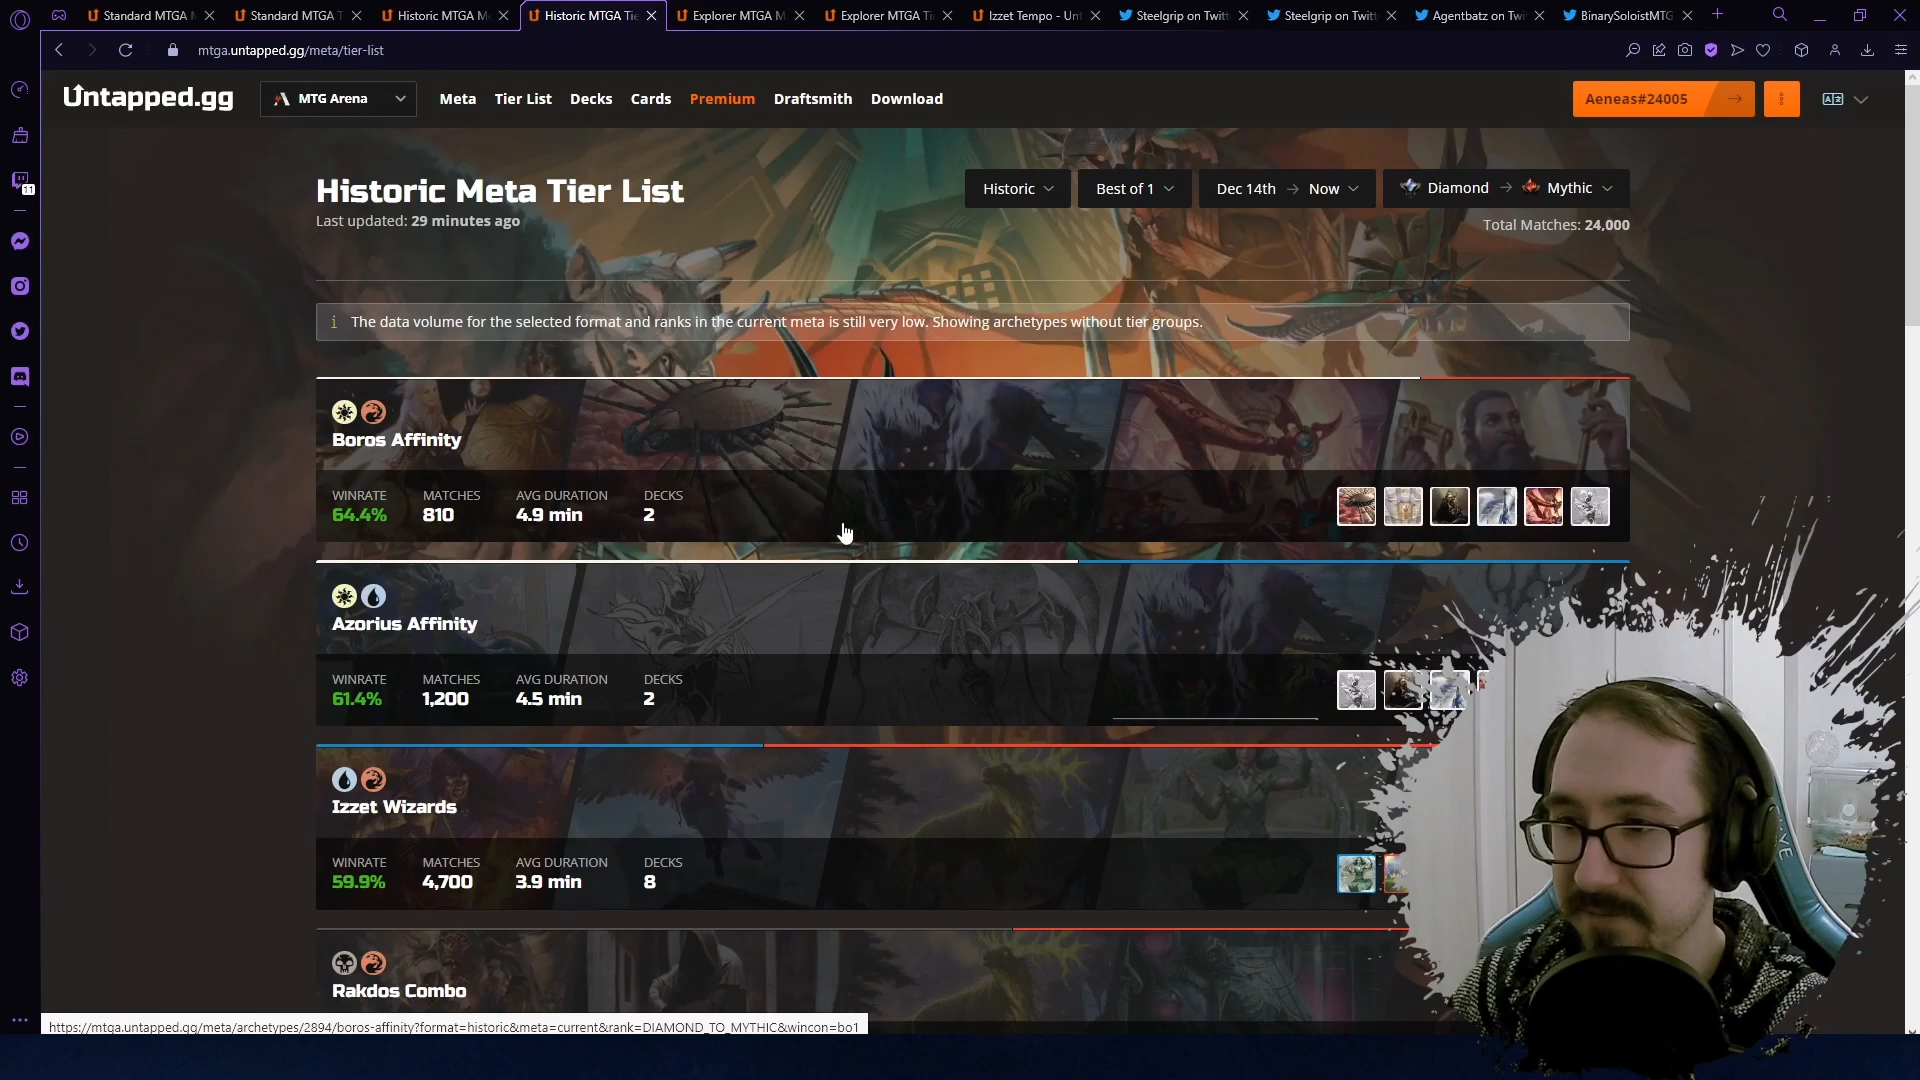 Standard MTGA M
Standard MTGA T
Historic MTGA M
Historic MTGA Tie
Explorer MTGA M
Explorer MTGA Ti
Izzet Tempo - Un
Steelgrip on Twitt
Steelgrip on Twitt
Agentbatz on Twi
BinarySoloistMTG
mtga.untapped.gg/meta/tier-list
Untapped.gg
MTG Arena
Meta
Tier List
Decks
Cards
Premium
Draftsmith
Download
Aeneas#24005
11
Historic Meta Tier List
Historic
Best of 1
Dec 14th → Now
Diamond → Mythic
Last updated: 29 minutes ago
Total Matches: 24,000
The data volume for the selected format and ranks in the current meta is still very low. Showing archetypes without tier groups.
Boros Affinity
WINRATE MATCHES AVG DURATION DECKS
64.4% 810 4.9 min 2
Azorius Affinity
WINRATE MATCHES AVG DURATION DECKS
61.4% 1,200 4.5 min 2
Izzet Wizards
WINRATE MATCHES AVG DURATION DECKS
59.9% 4,700 3.9 min 8
Rakdos Combo
https://mtga.untapped.gg/meta/archetypes/2894/boros-affinity?format=historic&meta=current&rank=DIAMOND_TO_MYTHIC&wincon=bo1